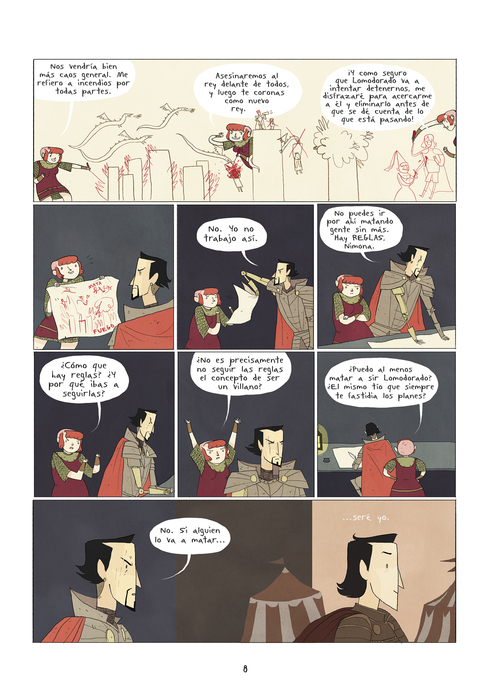 Nos vendría bien
más caos general. Me
refiero a incendios por
todas partes.
Asesinaremos al
rey delante de todos,
y luego te coronas
cómo nuevo
rey.
¡Y como seguro
que Lomodorado va a
intentar detenernos, me
disfrazaré para acercarme
a él y eliminarlo antes de
que se dé cuenta de lo
que está pasando!
FUEGO
No. Yo no
trabajo así.
No puedes ir
por ahí matando
gente sin más.
Hay REGLAS,
Nimona.
¿Cómo que
hay reglas? ¿Y
por qué ibas a
seguirlas?
¿No es precisamente
no seguir las reglas
el concepto de ser
un villano?
¿Puedo al menos
matar a sir Lomodorado?
¿El mismo tío que siempre
te fastidia los planes?
No. Si alguien
lo va a matar...
...seré yo.
8